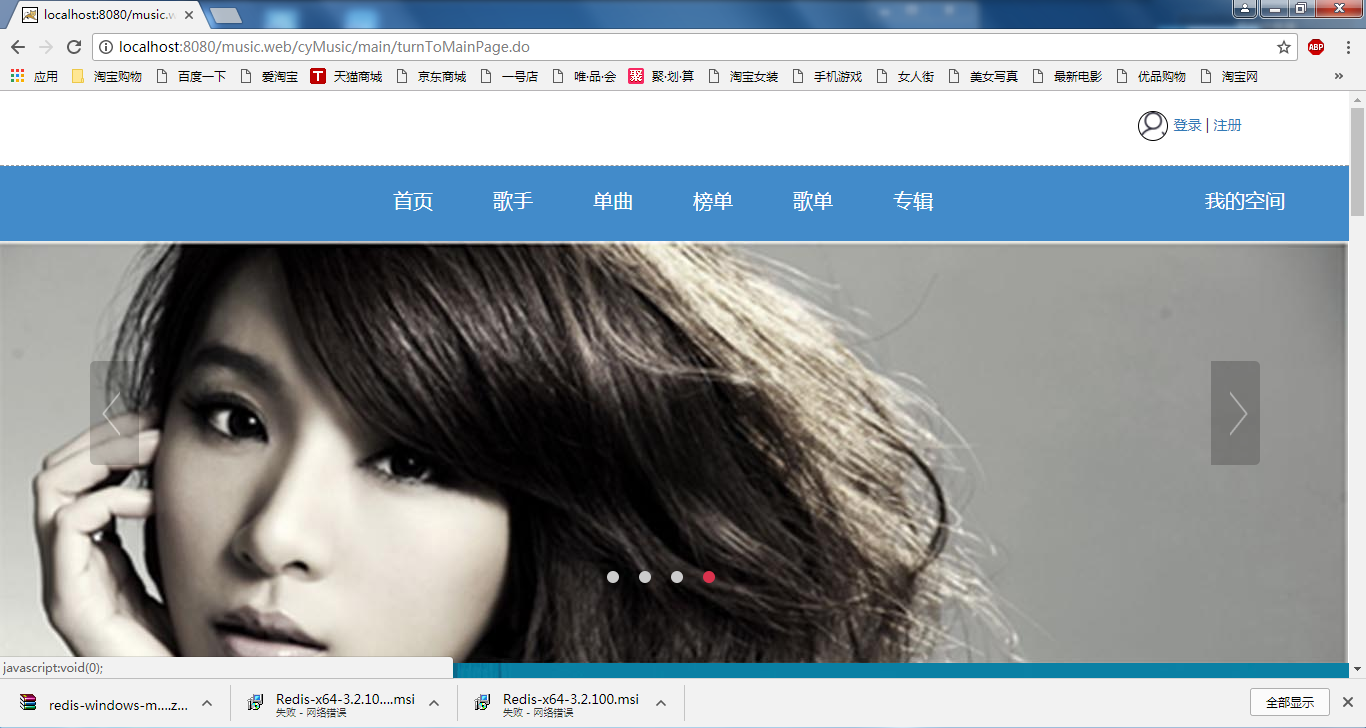 localhost:8080/music.w
localhost:8080/music.web/cyMusic/main/turnToMainPage.do
ABP
应用 淘宝购物 百度一下 爱淘宝 T 天猫商城 京东商城 一号店 唯·品·会 聚 聚·划·算 淘宝女装 手机游戏 女人街 美女写真 最新电影 优品购物 淘宝网 »
登录 | 注册
首页 歌手 单曲 榜单 歌单 专辑 我的空间
javascript:void(0);
redis-windows-m....z... Redis-x64-3.2.10....msi Redis-x64-3.2.100.msi 全部显示
失败 - 网络错误 失败 - 网络错误